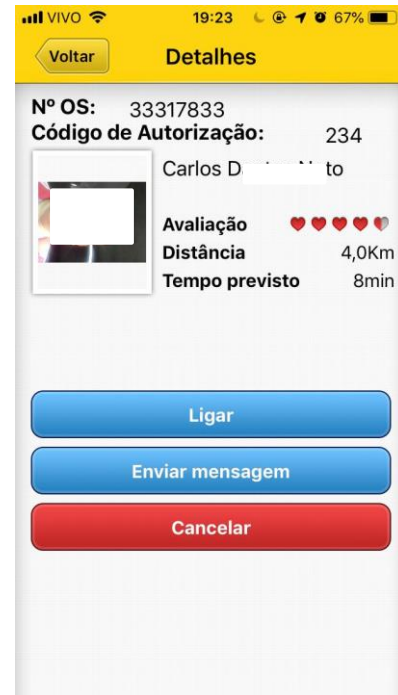 VIVO 19:23 67%
Voltar Detalhes
Nº OS: 33317833
Código de Autorização: 234
Carlos
Avaliação
Distância 4,0Km
Tempo previsto 8min
Ligar
Enviar mensagem
Cancelar